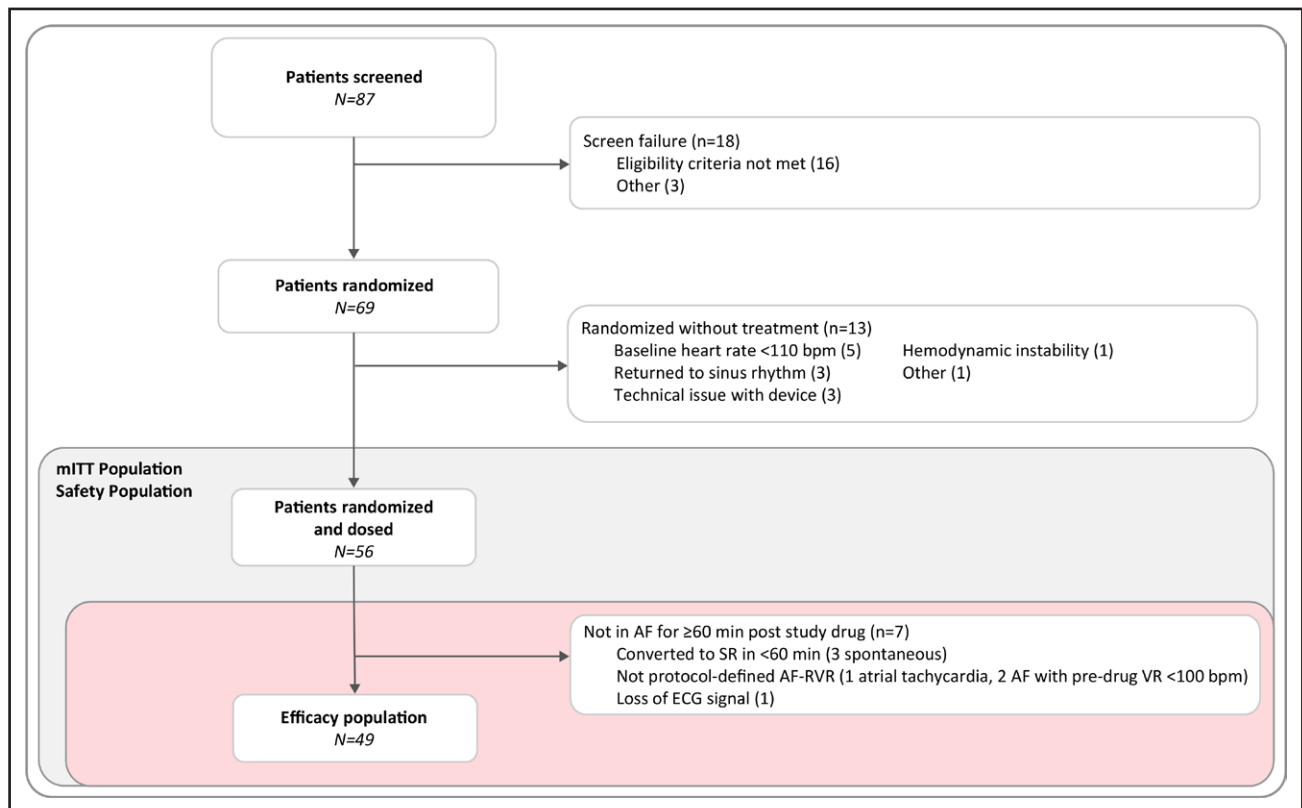 Patients screened
N=87
Screen failure (n=18)
Eligibility criteria not met (16)
Other (3)
Patients randomized
N=69
Randomized without treatment (n=13)
Baseline heart rate <110 bpm (5) Hemodynamic instability (1)
Returned to sinus rhythm (3) Other (1)
Technical issue with device (3)
mITT Population
Safety Population
Patients randomized
and dosed
N=56
Not in AF for ≥60 min post study drug (n=7)
Converted to SR in <60 min (3 spontaneous)
Not protocol-defined AF-RVR (1 atrial tachycardia, 2 AF with pre-drug VR <100 bpm)
Loss of ECG signal (1)
Efficacy population
N=49